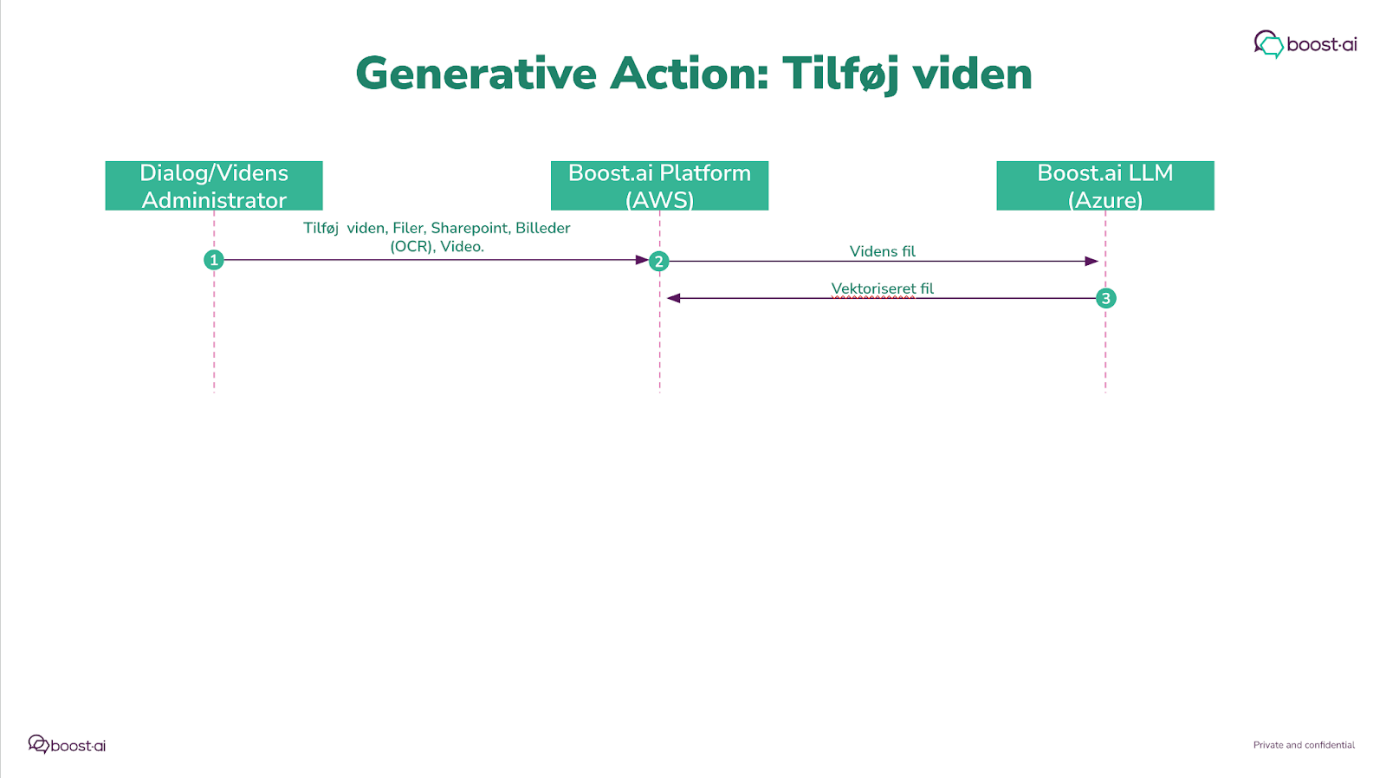 boost.ai
Generative Action: Tilføj viden
Dialog/Videns
Administrator
Boost.ai Platform
(AWS)
Boost.ai LLM
(Azure)
Tilføj  viden, Filer, Sharepoint, Billeder
(OCR), Video.
1
2
Videns fil
Vektoriseret fil
3
boost.ai
Private and confidential